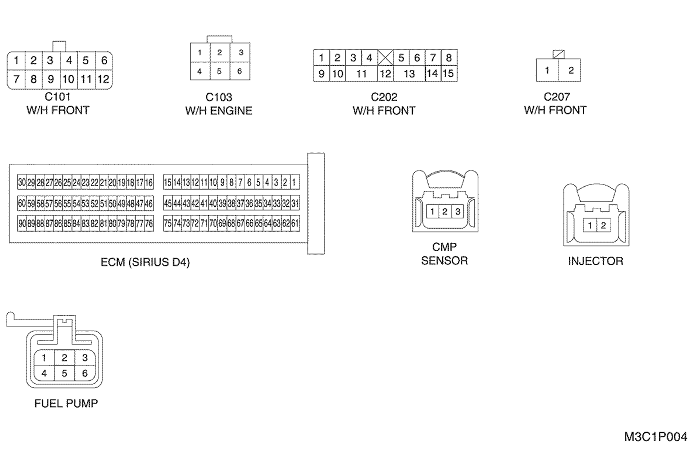 1 2 3 4 5 6
7 8 9 10 11 12
C101
W/H FRONT
1 2 3
4 5 6
C103
W/H ENGINE
1 2 3 4 5 6 7 8
9 10 11 12 13 14 15
C202
W/H FRONT
1 2
C207
W/H FRONT
30 29 28 27 26 25 24 23 22 21 20 19 18 17 16 15 14 13 12 11 10 9 8 7 6 5 4 3 2 1
60 59 58 57 56 55 54 53 52 51 50 49 48 47 46 45 44 43 42 41 40 39 38 37 36 35 34 33 32 31
90 89 88 87 86 85 84 83 82 81 80 79 78 77 76 75 74 73 72 71 70 69 68 67 66 65 64 63 62 61
ECM (SIRIUS D4)
1 2 3
CMP
SENSOR
1 2
INJECTOR
1 2 3
4 5 6
FUEL PUMP
M3C1P004